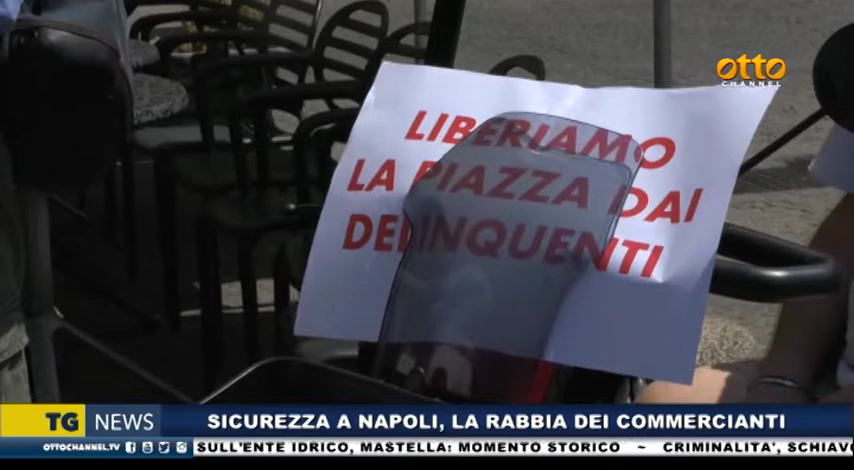 otto
CHANNEL
LIBERIAMO
LA PIAZZA DAI
DELINQUENTI
TG NEWS
SICUREZZA A NAPOLI, LA RABBIA DEI COMMERCIANTI
OTTOCHANNEL.TV
SULL'ENTE IDRICO, MASTELLA: MOMENTO STORICO ~ CRIMINALITA', SCHIAV